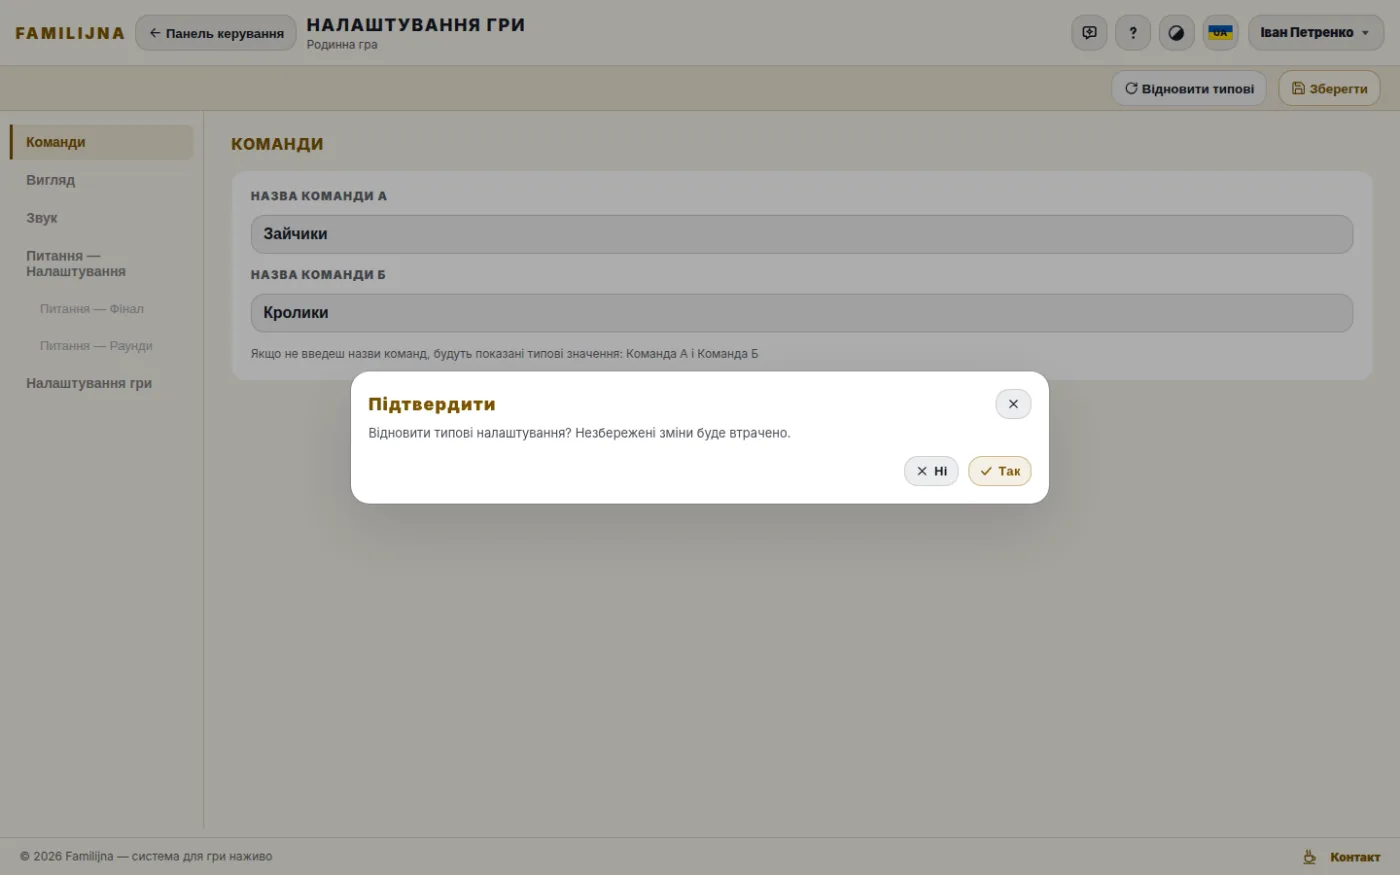 FAMILIJNA
← Панель керування
НАЛАШТУВАННЯ ГРИ
Родинна гра
?
UA
Іван Петренко
Відновити типові
Зберегти
Команди
Вигляд
Звук
Питання —
Налаштування
Питання — Фінал
Питання — Раунди
Налаштування гри
КОМАНДИ
НАЗВА КОМАНДИ А
Зайчики
НАЗВА КОМАНДИ Б
Кролики
Якщо не введеш назви команд, будуть показані типові значення: Команда А і Команда Б
Підтвердити
Відновити типові налаштування? Незбережені зміни буде втрачено.
Ні
Так
© 2026 Familijna — система для гри наживо
Контакт